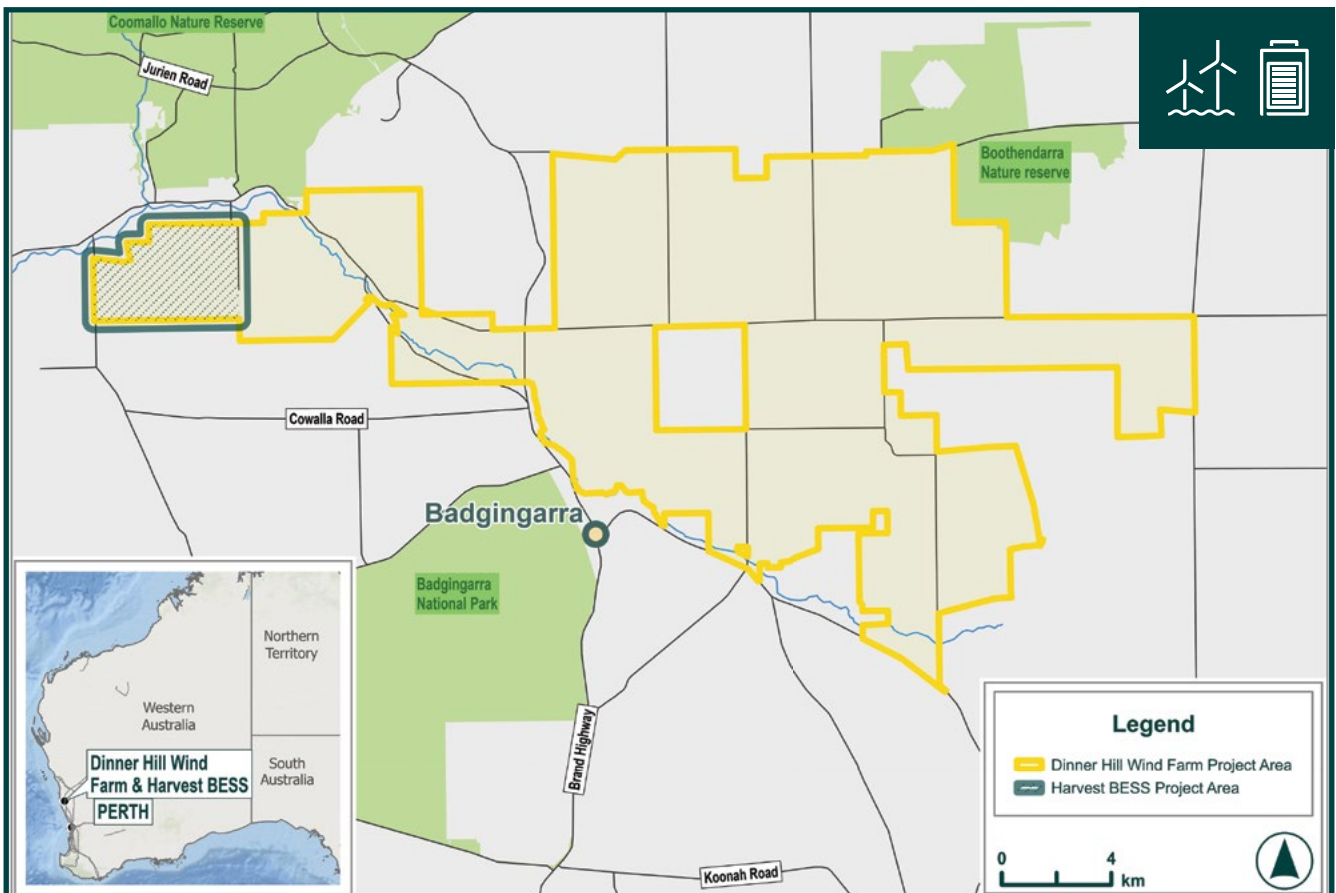 Coomallo Nature Reserve
Jurien Road
Boothendarra
Nature reserve
Cowalla Road
Badgingarra
Badgingarra
National Park
Brand Highway
Koonah Road
Northern
Territory
Western
Australia
South
Australia
Dinner Hill Wind
Farm & Harvest BESS
PERTH
Legend
Dinner Hill Wind Farm Project Area
Harvest BESS Project Area
0 4
km